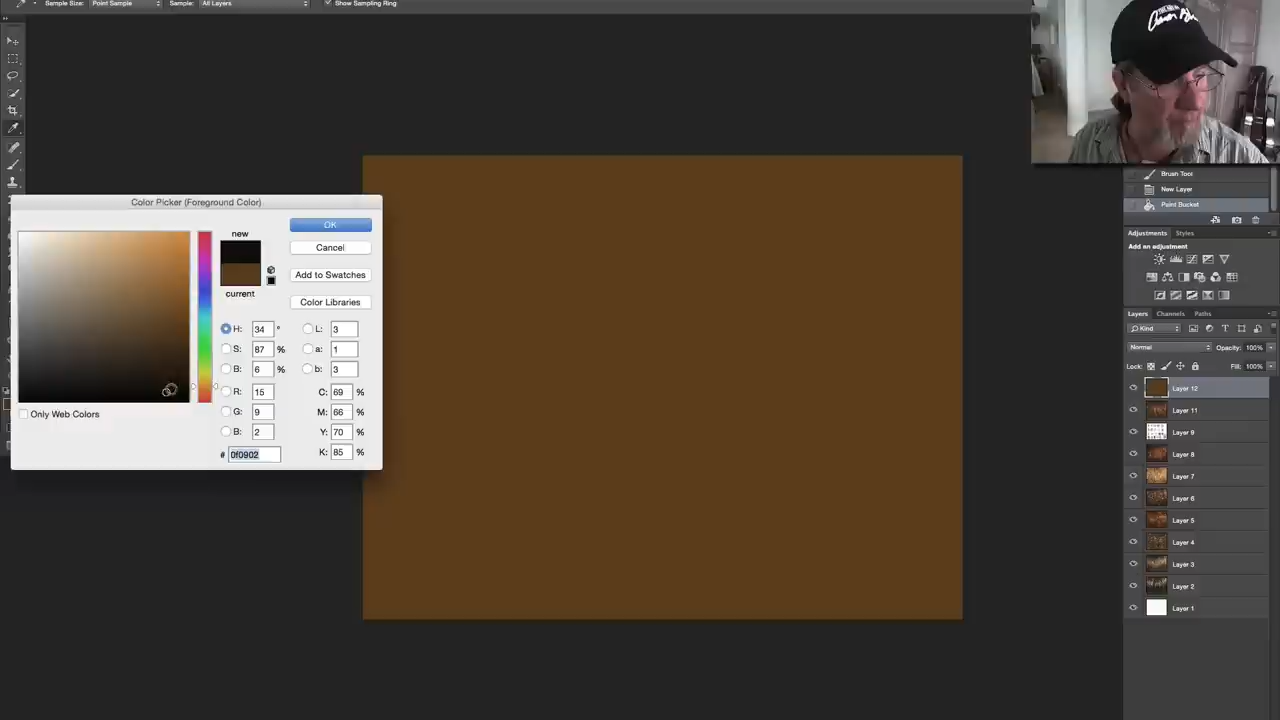 Sample Size: Point Sample Sample: All Layers Show Sampling Ring
Color Picker (Foreground Color)
new
current
OK
Cancel
Add to Swatches
Color Libraries
H: 34 °
S: 87 %
B: 6 %
R: 15
G: 9
B: 2
# 0f0902
L: 3
a: 1
b: 3
C: 69 %
M: 66 %
Y: 70 %
K: 85 %
Only Web Colors
Brush Tool
New Layer
Paint Bucket
Adjustments Styles
Add an adjustment
Layers Channels Paths
Kind
Normal Opacity: 100%
Lock: Fill: 100%
Layer 12
Layer 11
Layer 9
Layer 8
Layer 7
Layer 6
Layer 5
Layer 4
Layer 3
Layer 2
Layer 1